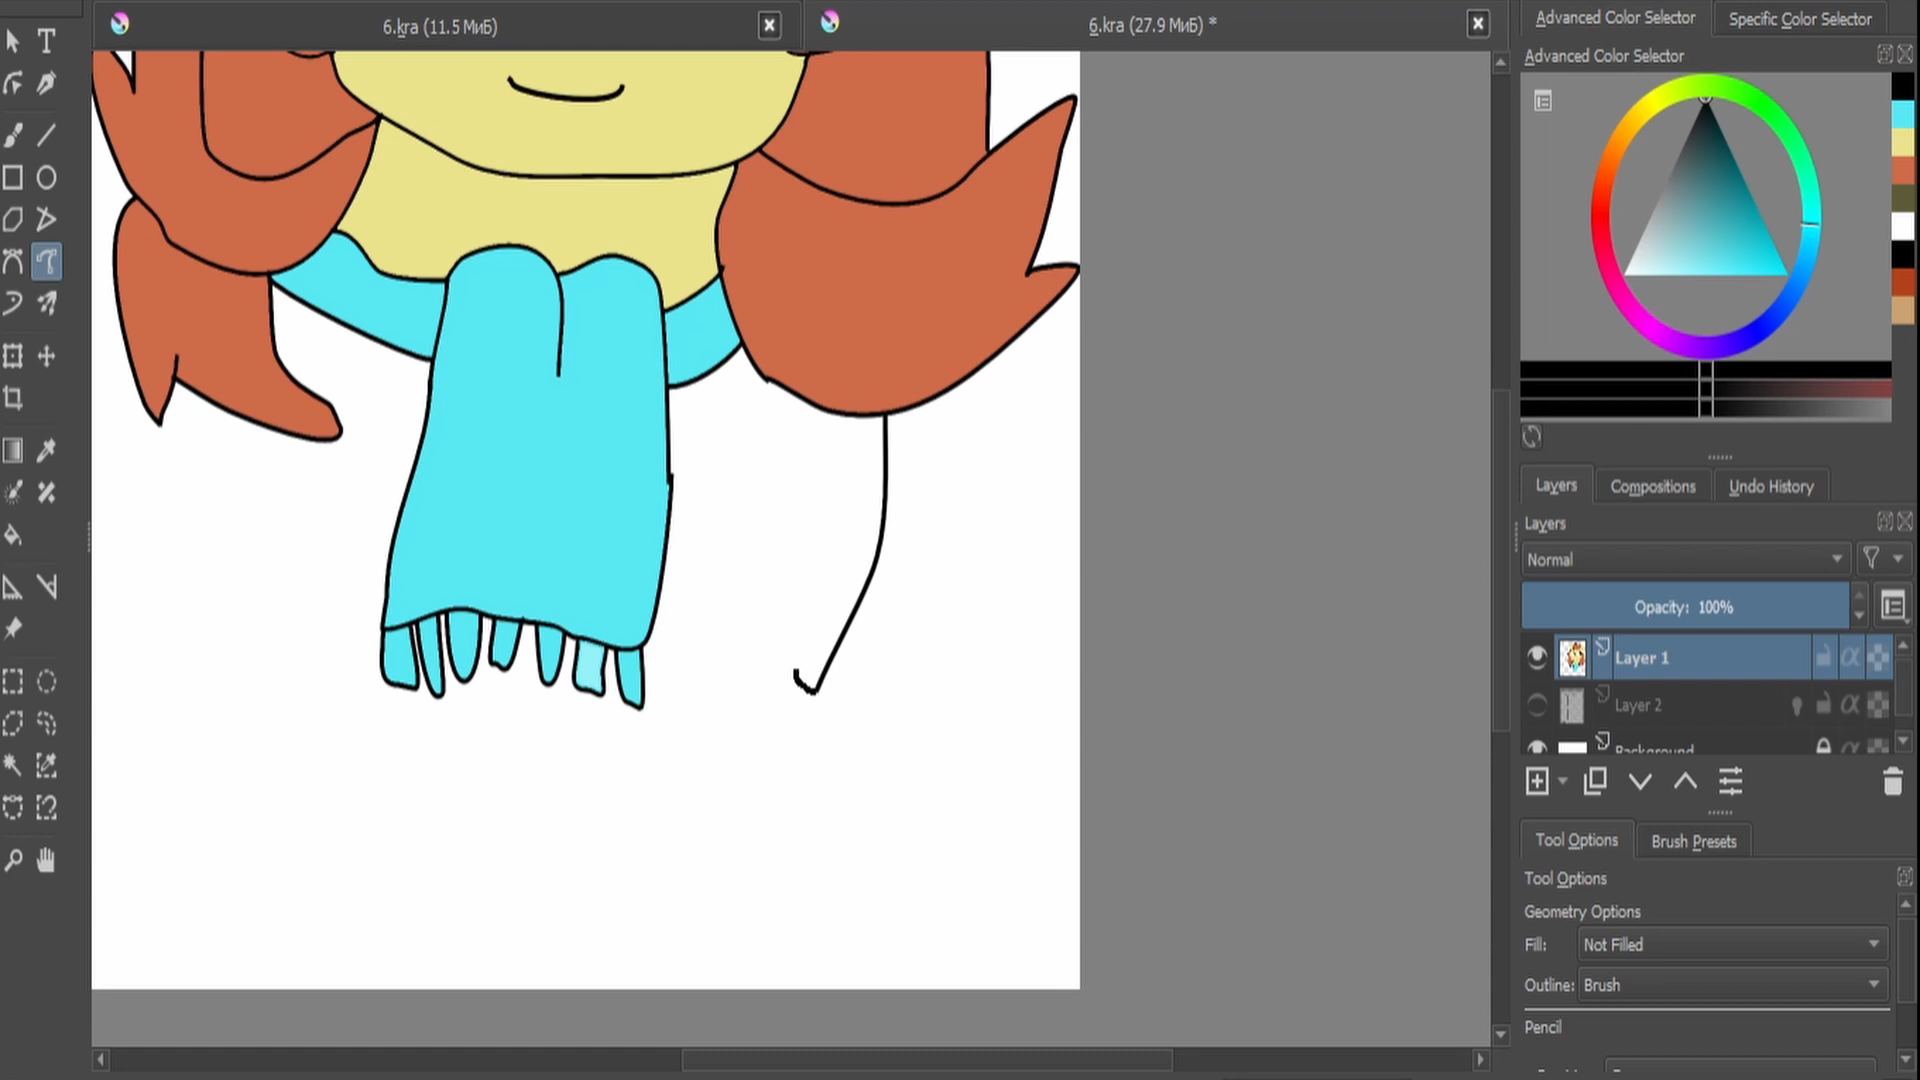 6.kra (11.5 МиБ)
6.kra (27.9 МиБ) *
Advanced Color Selector
Specific Color Selector
Advanced Color Selector
Layers
Compositions
Undo History
Layers
Normal
Opacity: 100%
Layer 1
Layer 2
Background
Tool Options
Brush Presets
Tool Options
Geometry Options
Fill: Not Filled
Outline: Brush
Pencil